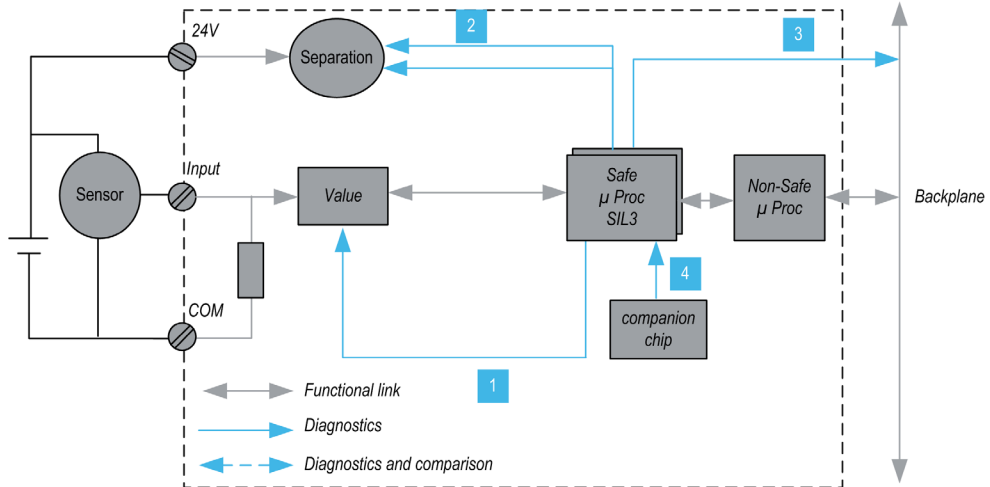 24V
2
3
Separation
Input
Sensor
Value
Safe
µ Proc
SIL3
Non-Safe
µ Proc
Backplane
4
COM
companion
chip
1
Functional link
Diagnostics
Diagnostics and comparison